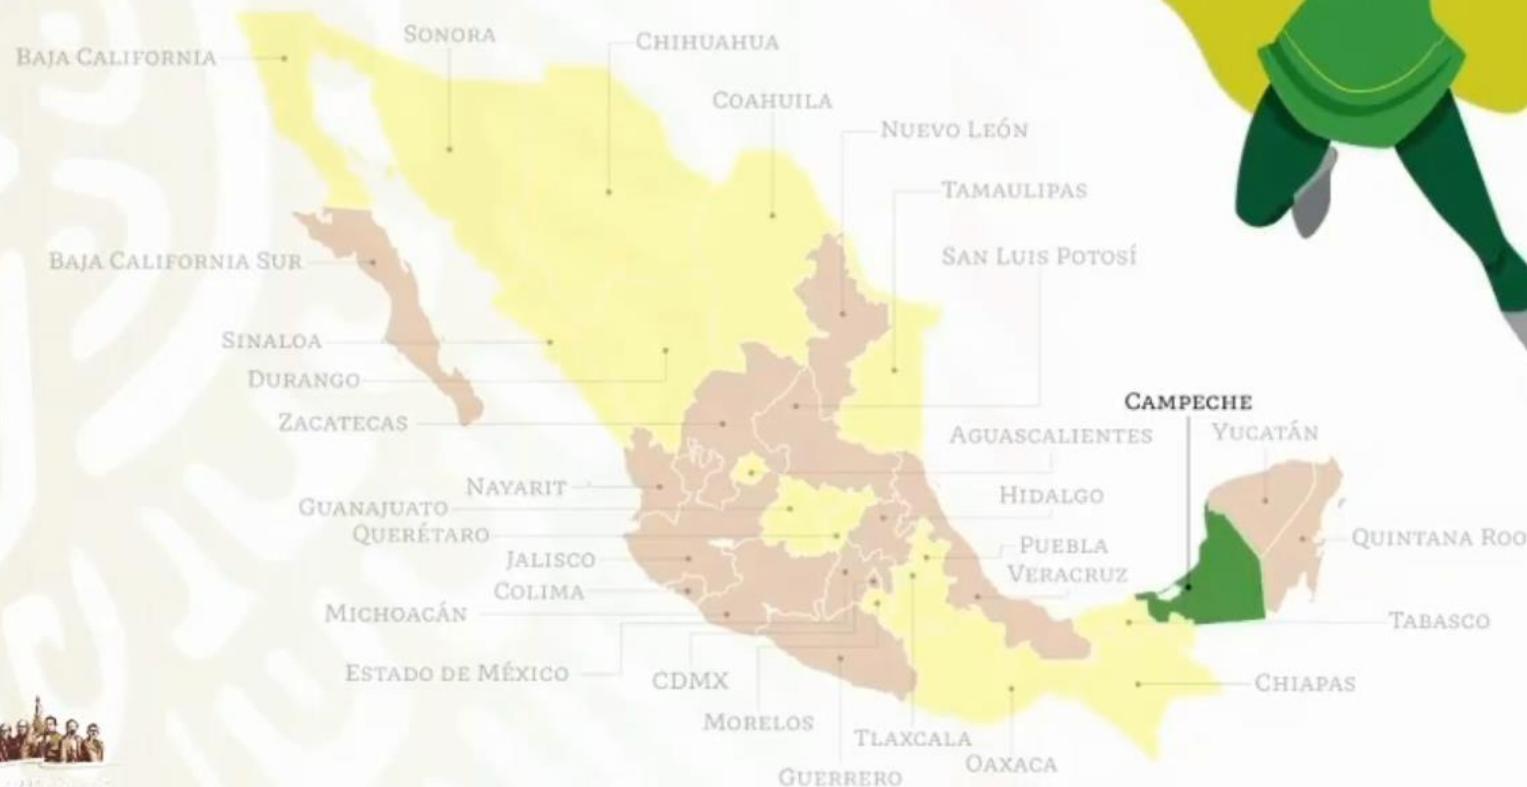 SONORA
CHIHUAHUA
BAJA CALIFORNIA
COAHUILA
NUEVO LEÓN
TAMAULIPAS
SAN LUIS POTOSÍ
BAJA CALIFORNIA SUR
SINALOA
DURANGO
CAMPECHE
ZACATECAS
YUCATÁN
AGUASCALIENTES
NAYARIT
HIDALGO
GUANAJUATO
QUERÉTARO
QUINTANA ROO
PUEBLA
JALISCO
VERACRUZ
COLIMA
MICHOACÁN
TABASCO
ESTADO DE MÉXICO
CDMX
CHIAPAS
MORELOS
TLAXCALA
OAXACA
GUERRERO